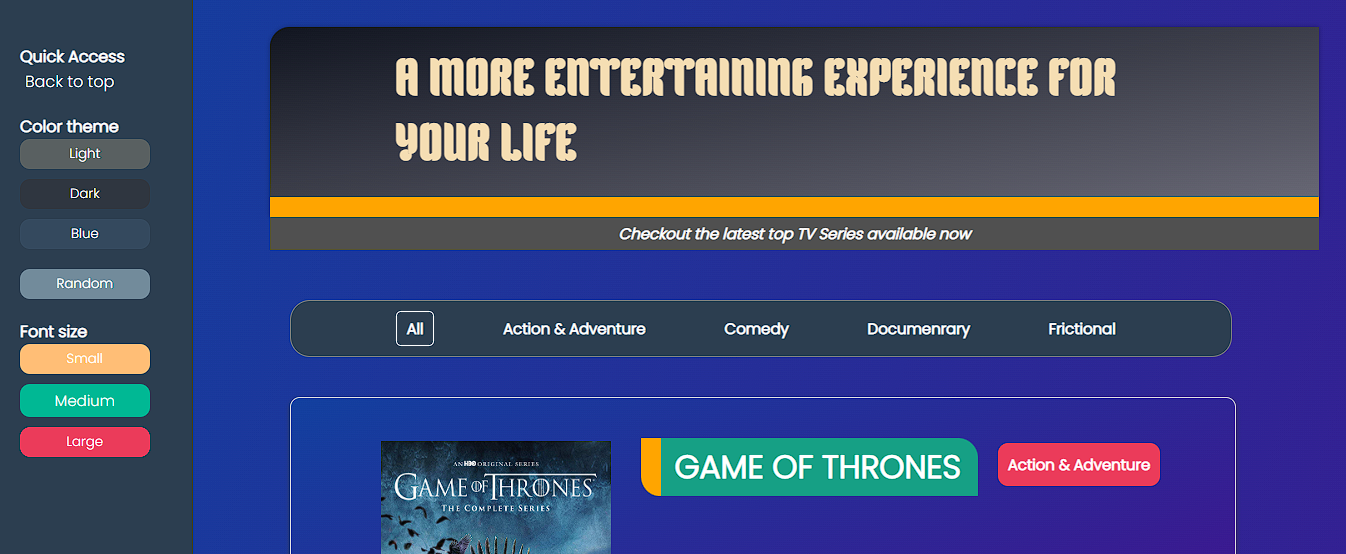 Quick Access
Back to top
Color theme
Light
Dark
Blue
Random
Font size
Small
Medium
Large
A MORE ENTERTAINING EXPERIENCE FOR
YOUR LIFE
Checkout the latest top TV Series available now
All Action & Adventure Comedy Documenrary Frictional
AN HBO ORIGINAL SERIES
GAME OF THRONES
THE COMPLETE SERIES
GAME OF THRONES
Action & Adventure